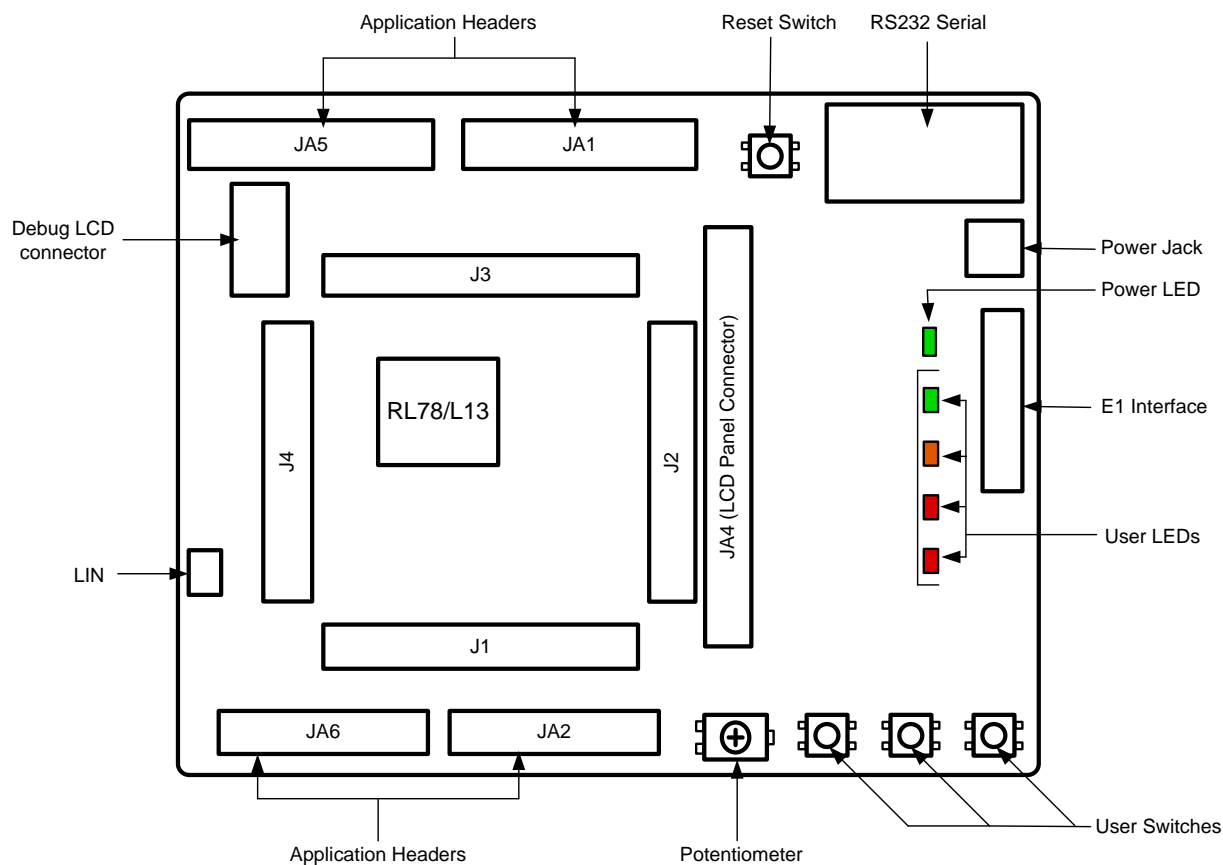 Application Headers
Reset Switch
RS232 Serial
JA5
JA1
Debug LCD
connector
J3
Power Jack
Power LED
JA4 (LCD Panel Connector)
RL78/L13
E1 Interface
J4
J2
User LEDs
LIN
J1
JA6
JA2
User Switches
Application Headers
Potentiometer